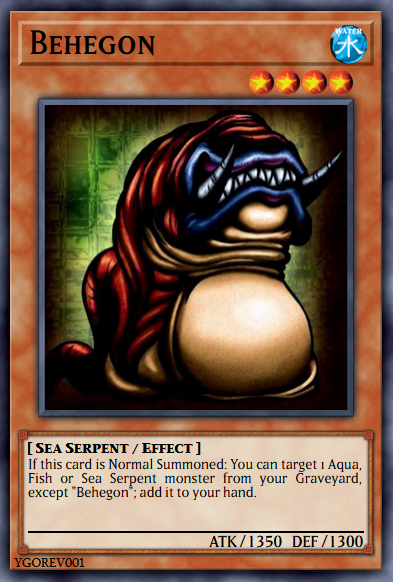 Behegon
WATER
水
[ Sea Serpent / Effect ]
If this card is Normal Summoned: You can target 1 Aqua,
Fish or Sea Serpent monster from your Graveyard,
except "Behegon"; add it to your hand.
ATK / 1350 DEF / 1300
YGOREV001